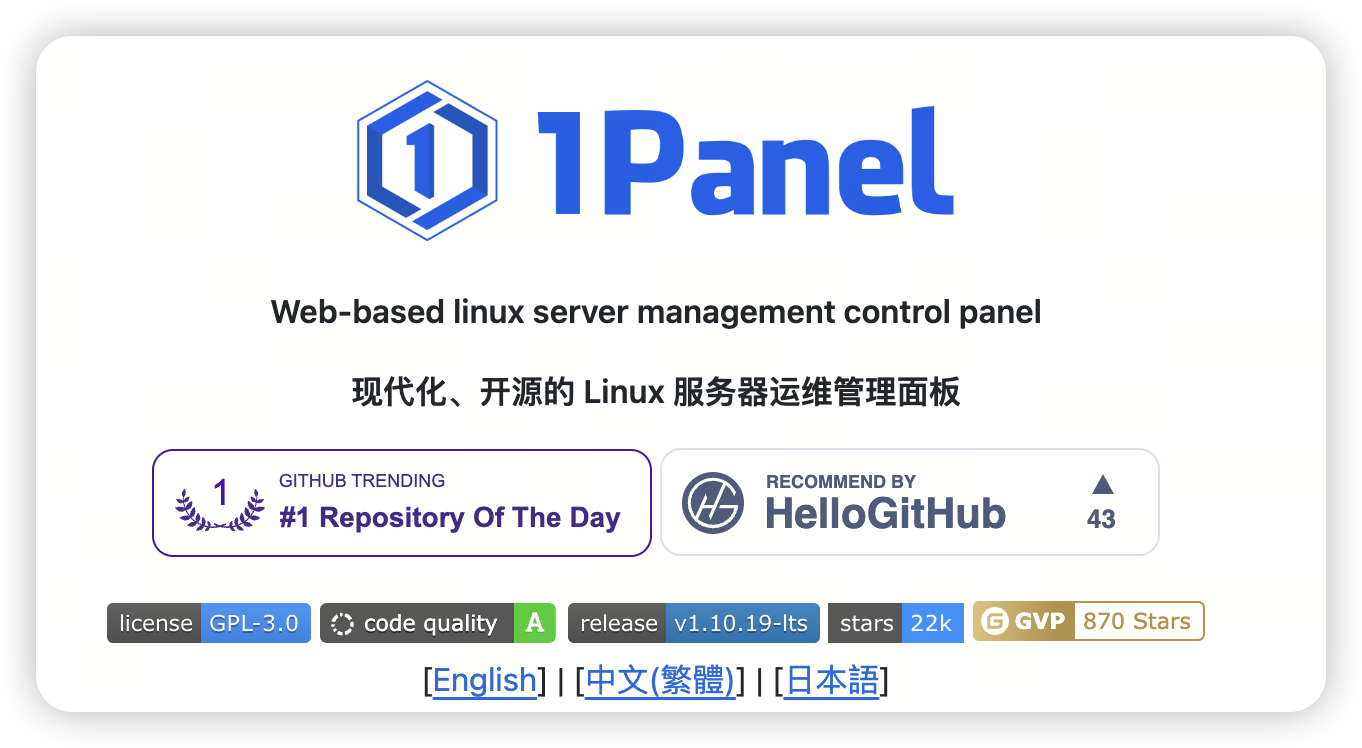 1 1Panel
Web-based linux server management control panel
现代化、开源的 Linux 服务器运维管理面板
1 GITHUB TRENDING
#1 Repository Of The Day
RECOMMEND BY
HelloGitHub
▲
43
license GPL-3.0 code quality A release v1.10.19-lts stars 22k G GVP 870 Stars
[English] | [中文(繁體)] | [日本語]